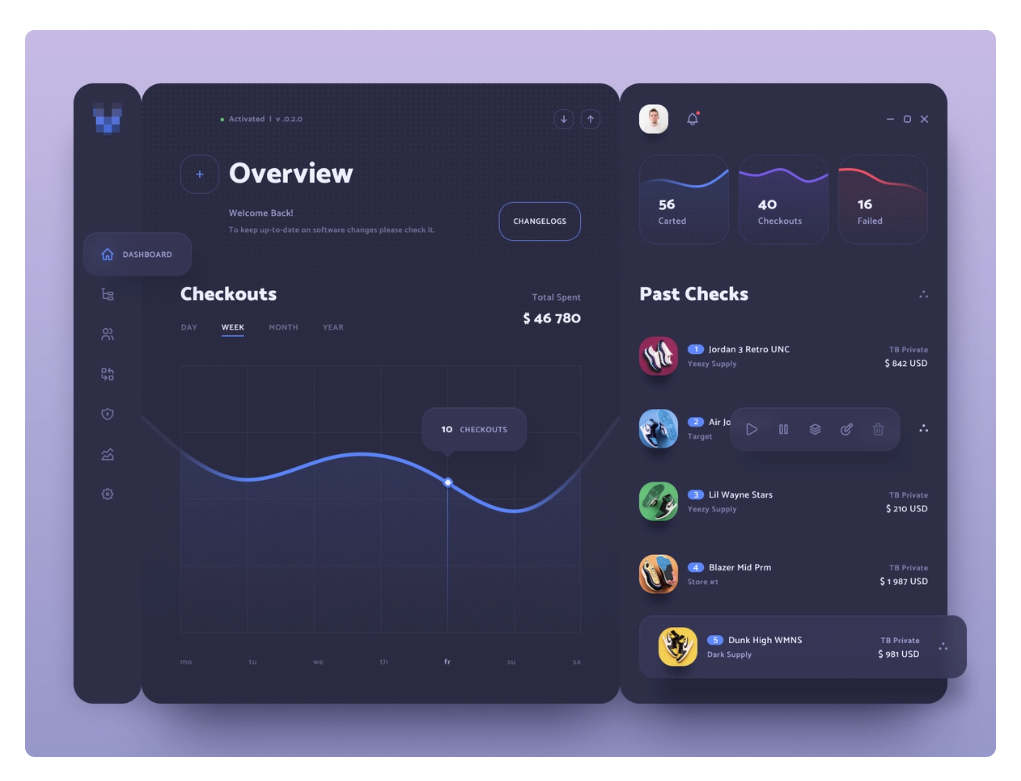 Activated | v .0.2.0
+
Overview
Welcome Back!
To keep up-to-date on software changes please check it.
CHANGELOGS
DASHBOARD
Checkouts
DAY WEEK MONTH YEAR
Total Spent
$ 46 780
10 CHECKOUTS
mo tu we th fr su sa
56
Carted
40
Checkouts
16
Failed
Past Checks
1 Jordan 3 Retro UNC
Yeezy Supply
TB Private
$ 842 USD
2 Air Jo
Target
3 Lil Wayne Stars
Yeezy Supply
TB Private
$ 210 USD
4 Blazer Mid Prm
Store #1
TB Private
$ 1 987 USD
5 Dunk High WMNS
Dark Supply
TB Private
$ 981 USD